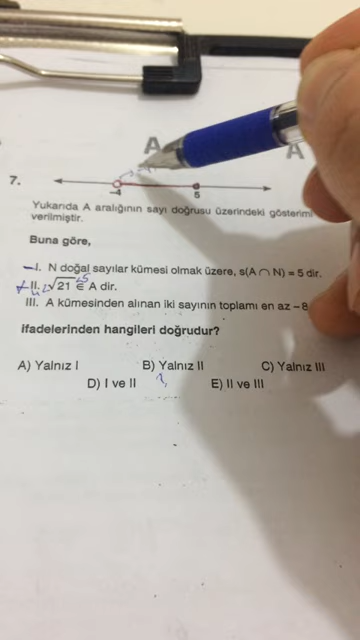 A
A
7.
-4
5
Yukarıda A aralığının sayı doğrusu üzerindeki gösterimi
verilmiştir.
Buna göre,
I. N doğal sayılar kümesi olmak üzere, s(A ∩ N) = 5 dir.
II. √21 ∈ A dir.
III. A kümesinden alınan iki sayının toplamı en az -8
ifadelerinden hangileri doğrudur?
A) Yalnız I B) Yalnız II C) Yalnız III
D) I ve II E) II ve III